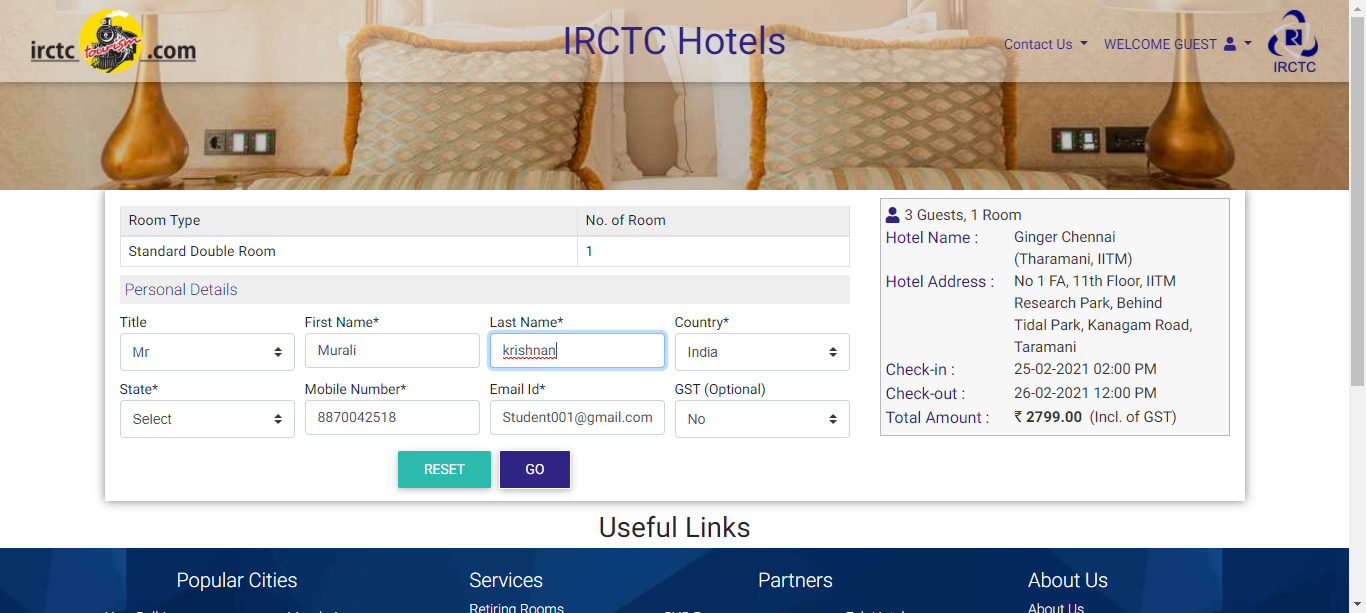 irctc tourism .com
IRCTC Hotels
Contact Us
WELCOME GUEST
IRCTC
Room Type
No. of Room
Standard Double Room
1
Personal Details
Title
First Name*
Last Name*
Country*
Mr
Murali
krishnan
India
State*
Mobile Number*
Email Id*
GST (Optional)
Select
8870042518
Student001@gmail.com
No
RESET
GO
3 Guests, 1 Room
Hotel Name :
Ginger Chennai
(Tharamani, IITM)
Hotel Address :
No 1 FA, 11th Floor, IITM
Research Park, Behind
Tidal Park, Kanagam Road,
Taramani
Check-in :
25-02-2021 02:00 PM
Check-out :
26-02-2021 12:00 PM
Total Amount :
₹ 2799.00 (Incl. of GST)
Useful Links
Popular Cities
Services
Partners
About Us
Retiring Rooms
About Us